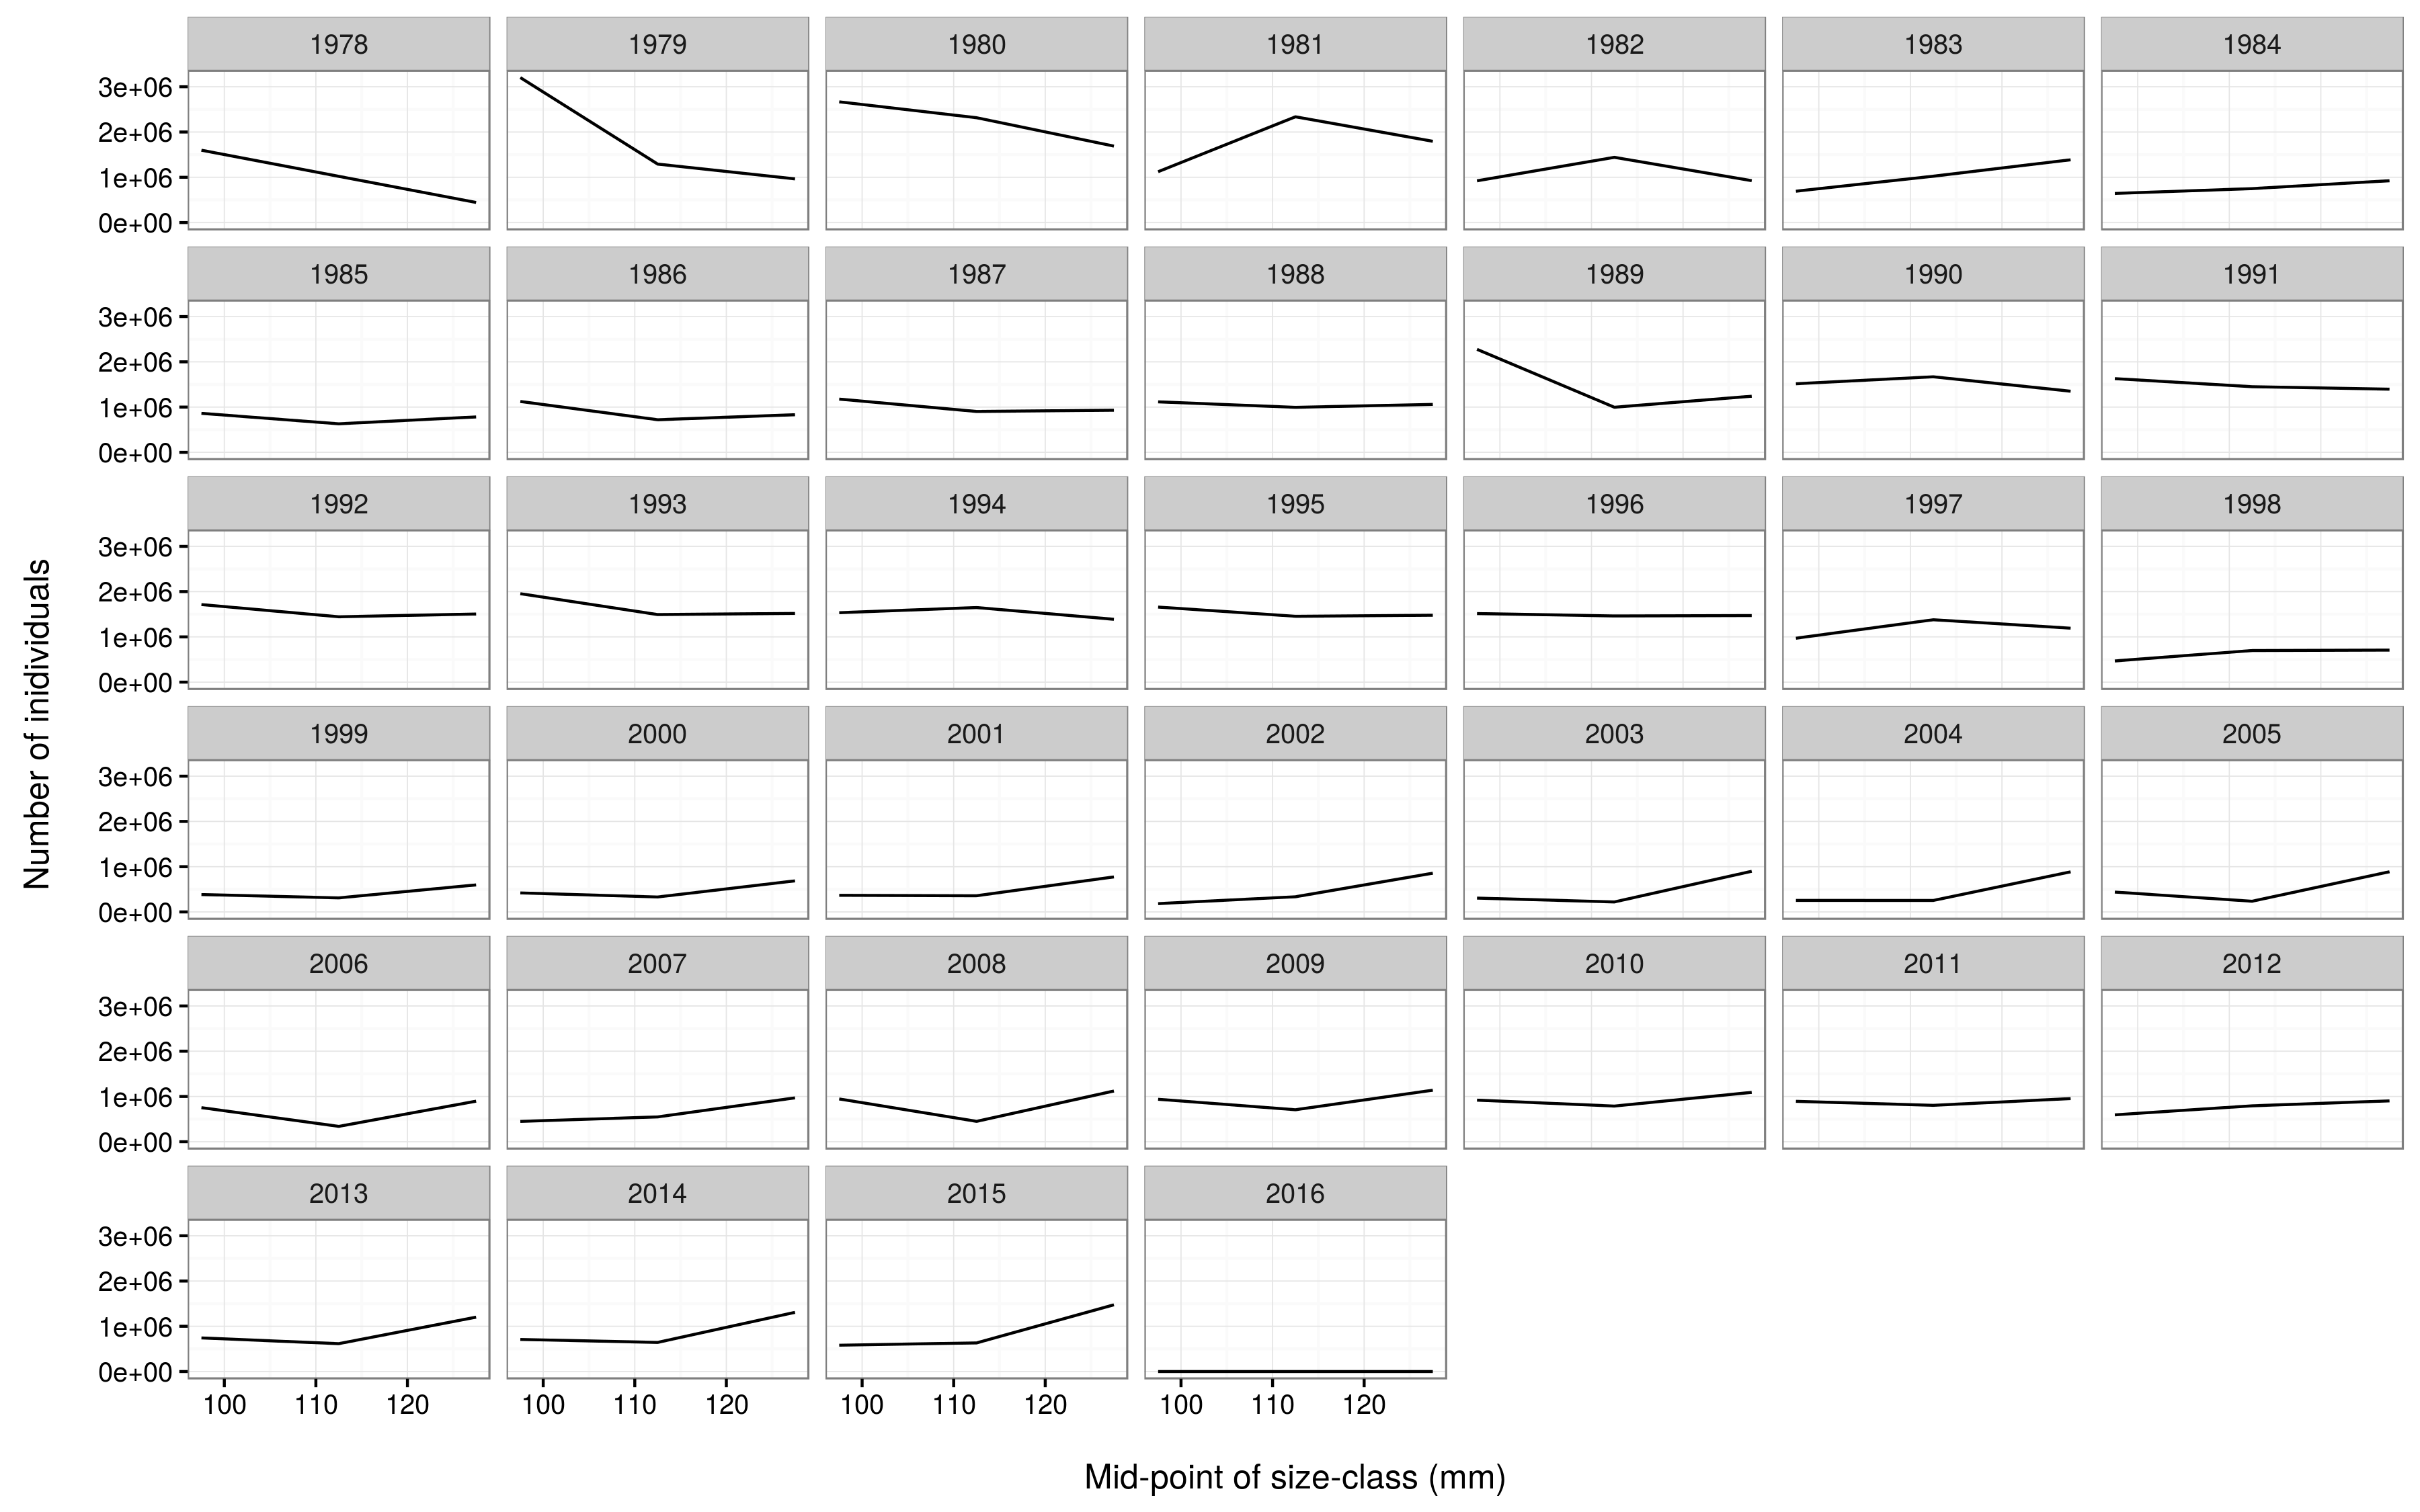 1978 1979 1980 1981 1982 1983 1984
3e+06
2e+06
1e+06
0e+00
1985 1986 1987 1988 1989 1990 1991
3e+06
2e+06
1e+06
0e+00
1992 1993 1994 1995 1996 1997 1998
3e+06
2e+06
1e+06
0e+00
1999 2000 2001 2002 2003 2004 2005
3e+06
2e+06
1e+06
0e+00
2006 2007 2008 2009 2010 2011 2012
3e+06
2e+06
1e+06
0e+00
2013 2014 2015 2016
3e+06
2e+06
1e+06
0e+00
100 110 120 100 110 120 100 110 120 100 110 120
Number of inidividuals
Mid-point of size-class (mm)